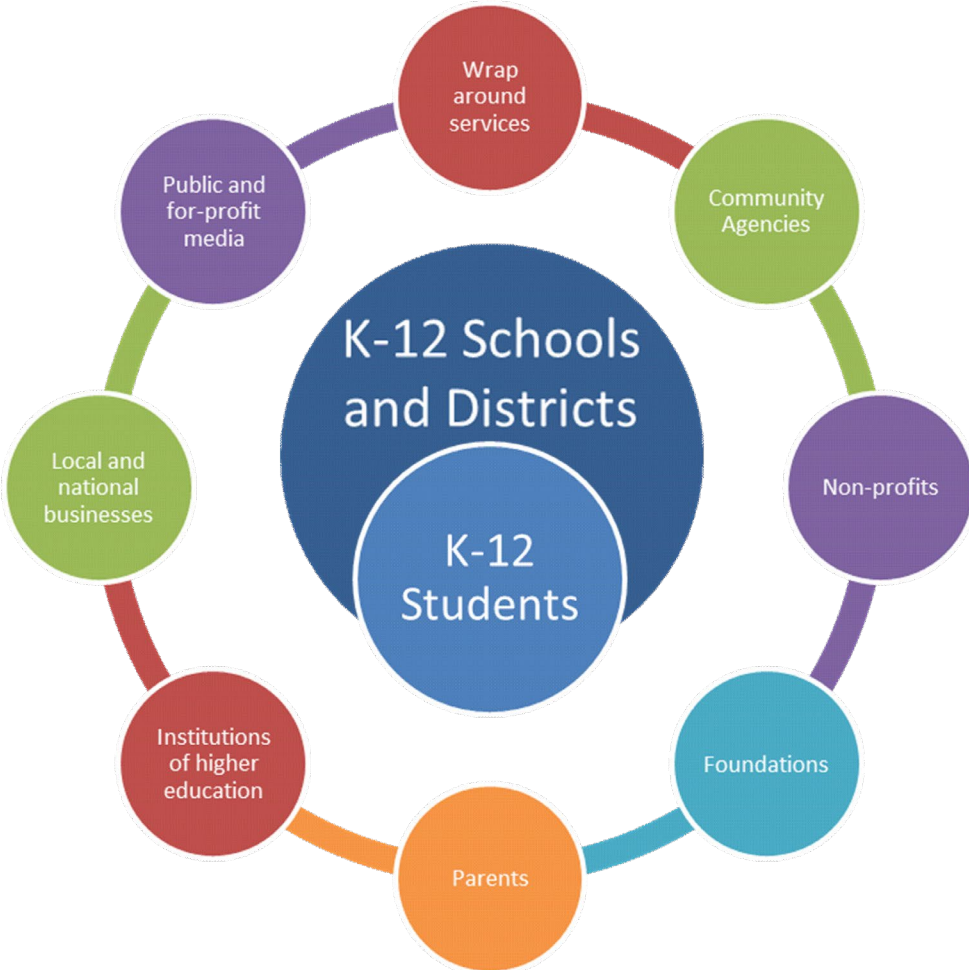 Wrap
around
services
Community
Agencies
Non-profits
Foundations
Parents
Institutions
of higher
education
Local and
national
businesses
Public and
for-profit
media
K-12 Schools
and Districts
K-12
Students